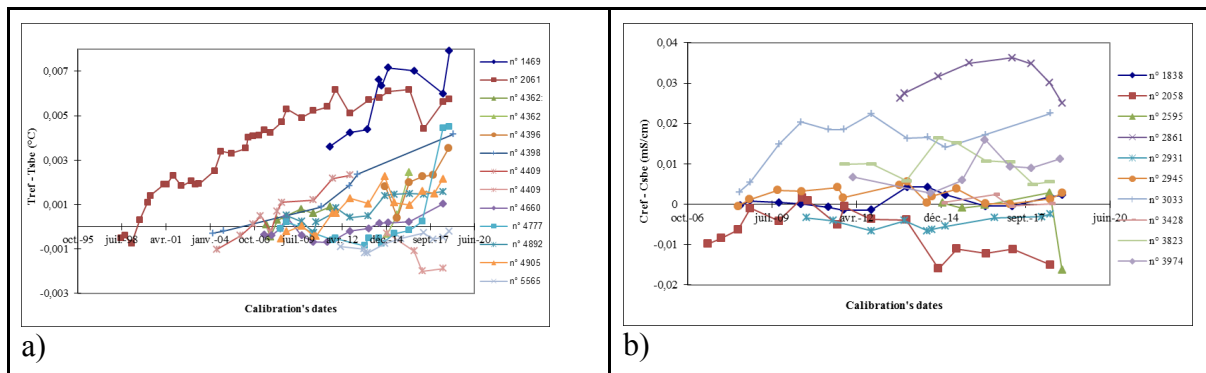 0,007
0,005
0,003
0,001
-0,001
-0,003
Tref - Tsbe (°C)
oct.-95
juil.-98
avr.-01
janv.-04
oct.-06
juil.-09
avr.-12
déc.-14
sept.-17
juin-20
Calibration's dates
n° 1469
n° 2061
n° 4362:
n° 4362
n° 4396
n° 4398
n° 4409
n° 4409
n° 4660
n° 4777
n° 4892
n° 4905
n° 5565
a)
0,04
0,03
0,02
0,01
0
-0,01
-0,02
Cref - Csbe (mS/cm)
oct.-06
juil.-09
avr.-12
déc.-14
sept.-17
juin-20
Calibration's dates
n° 1838
n° 2058
n° 2595
n° 2861
n° 2931
n° 2945
n° 3033
n° 3428
n° 3823
n° 3974
b)